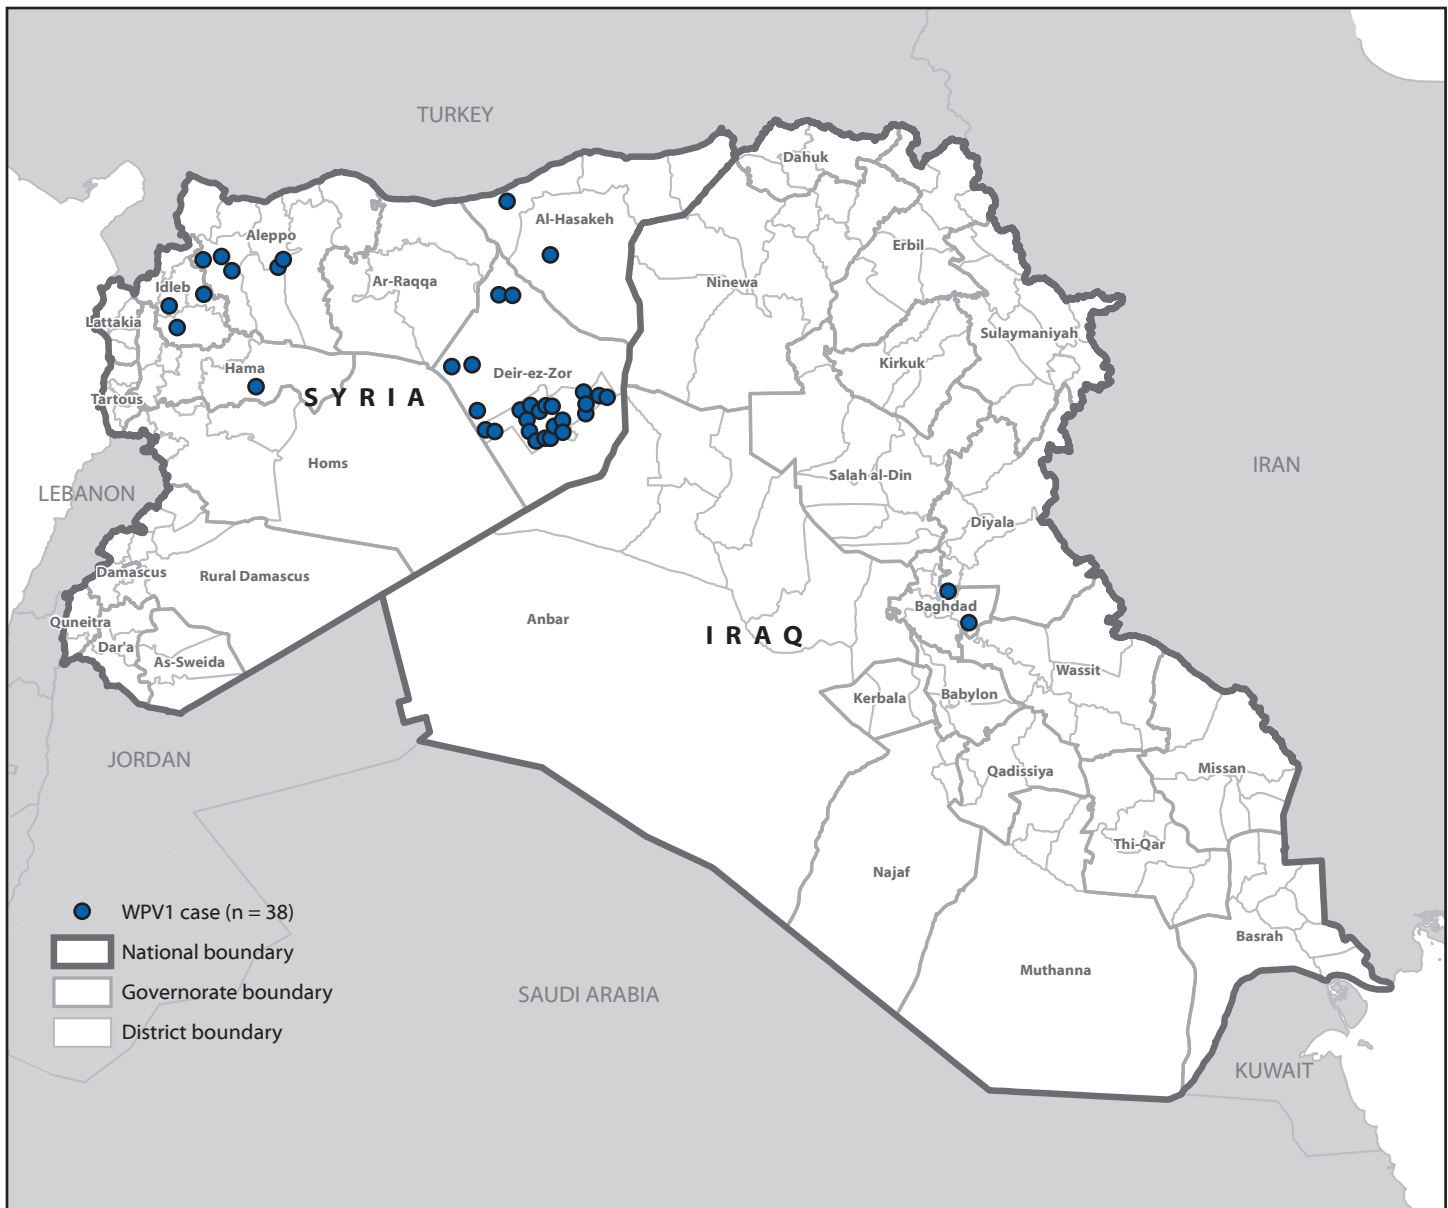 TURKEY
Dahuk
Al-Hasakeh
Aleppo
Erbil
Ar-Raqqa
Ninewa
Idleb
Lattakia
Sulaymaniyah
Kirkuk
Hama
Deir-ez-Zor
SYRIA
Tartous
Homs
IRAN
Salah al-Din
LEBANON
Diyala
Damascus
Rural Damascus
Baghdad
Quneitra
Anbar
IRAQ
Dar'a
As-Sweida
Wassit
Kerbala
Babylon
JORDAN
Qadissiya
Missan
Thi-Qar
Najaf
WPV1 case (n = 38)
Basrah
National boundary
Muthanna
Governorate boundary
SAUDI ARABIA
District boundary
KUWAIT